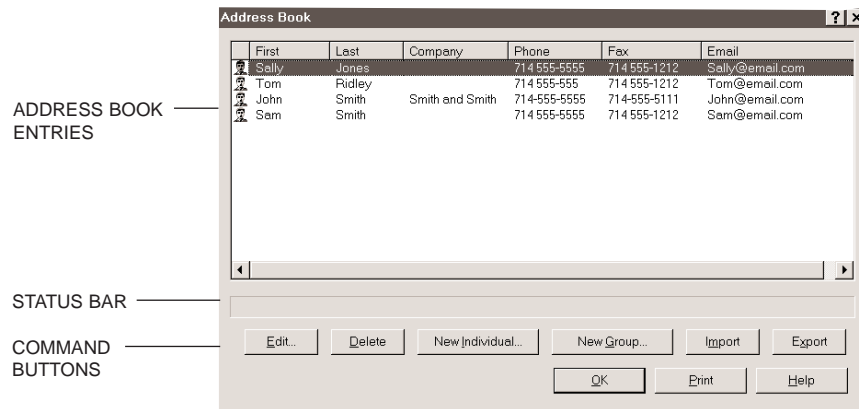 Address Book
First Last Company Phone Fax Email
Sally Jones 714 555-5555 714 555-1212 Sally@email.com
Tom Ridley 714 555-555 714 555-1212 Tom@email.com
John Smith Smith and Smith 714-555-5555 714-555-5111 John@email.com
Sam Smith 714 555-5555 714 555-1212 Sam@email.com
ADDRESS BOOK
ENTRIES
STATUS BAR
COMMAND
BUTTONS
Edit... Delete New Individual... New Group... Import Export
OK Print Help